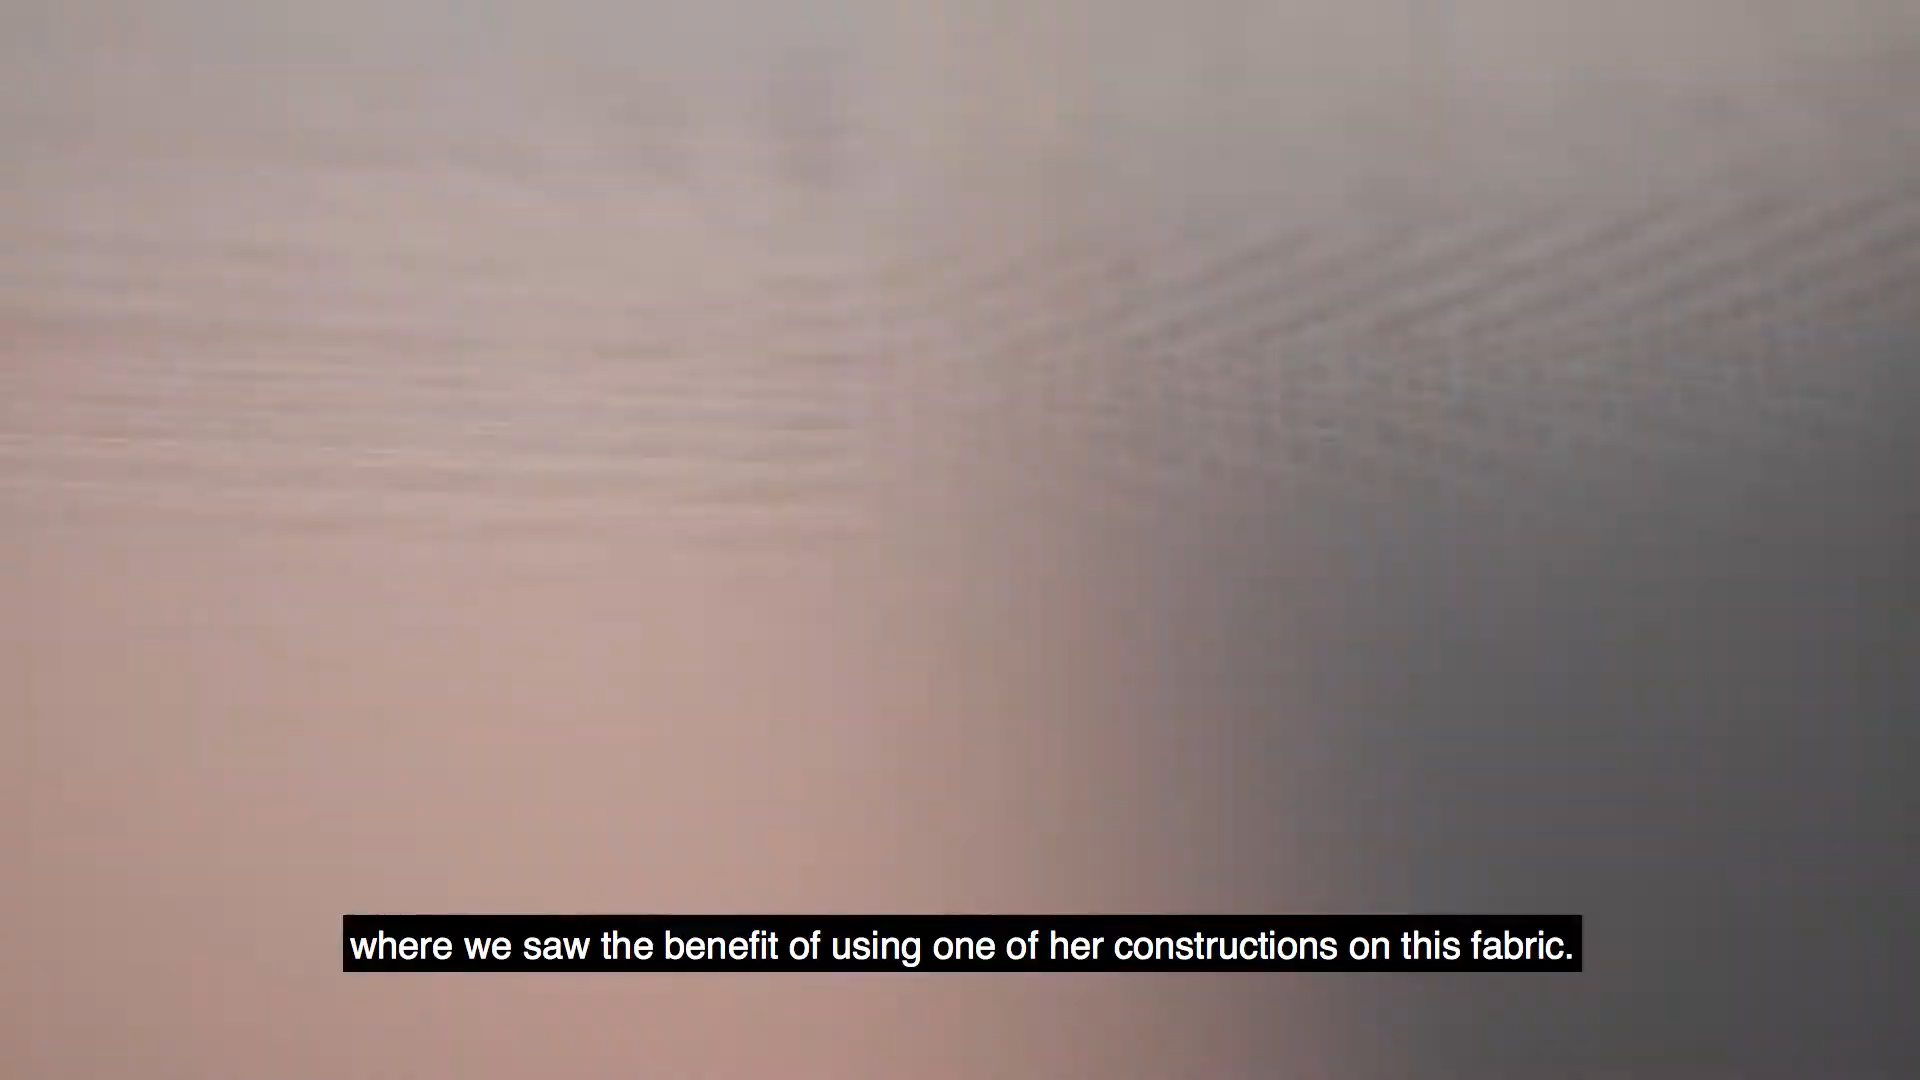 where we saw the benefit of using one of her constructions on this fabric.